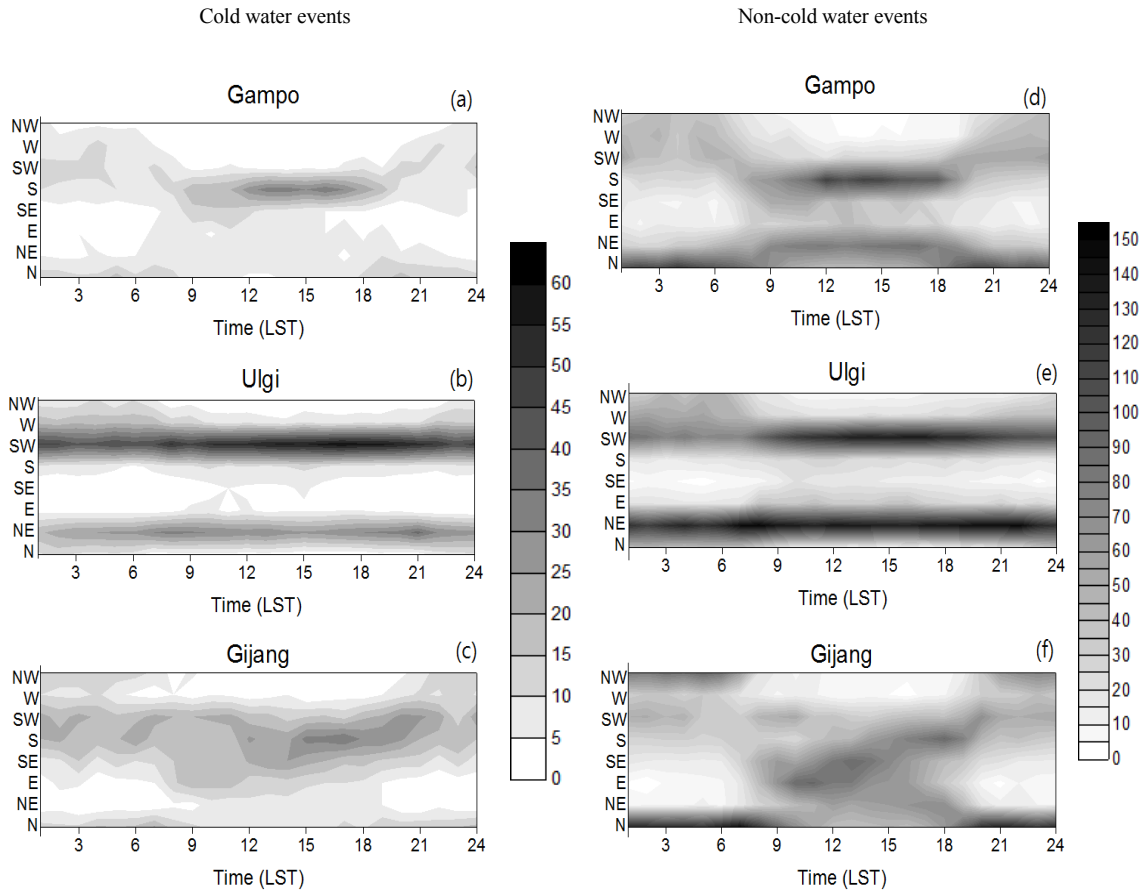 Cold water events
Non-cold water events
Gampo
(a)
NW
W
SW
S
SE
E
NE
N
3 6 9 12 15 18 21 24
Time (LST)
Ulgi
(b)
NW
W
SW
S
SE
E
NE
N
3 6 9 12 15 18 21 24
Time (LST)
Gijang
(c)
NW
W
SW
S
SE
E
NE
N
3 6 9 12 15 18 21 24
Time (LST)
60
55
50
45
40
35
30
25
20
15
10
5
0
Gampo
(d)
NW
W
SW
S
SE
E
NE
N
3 6 9 12 15 18 21 24
Time (LST)
Ulgi
(e)
NW
W
SW
S
SE
E
NE
N
3 6 9 12 15 18 21 24
Time (LST)
Gijang
(f)
NW
W
SW
S
SE
E
NE
N
3 6 9 12 15 18 21 24
Time (LST)
150
140
130
120
110
100
90
80
70
60
50
40
30
20
10
0